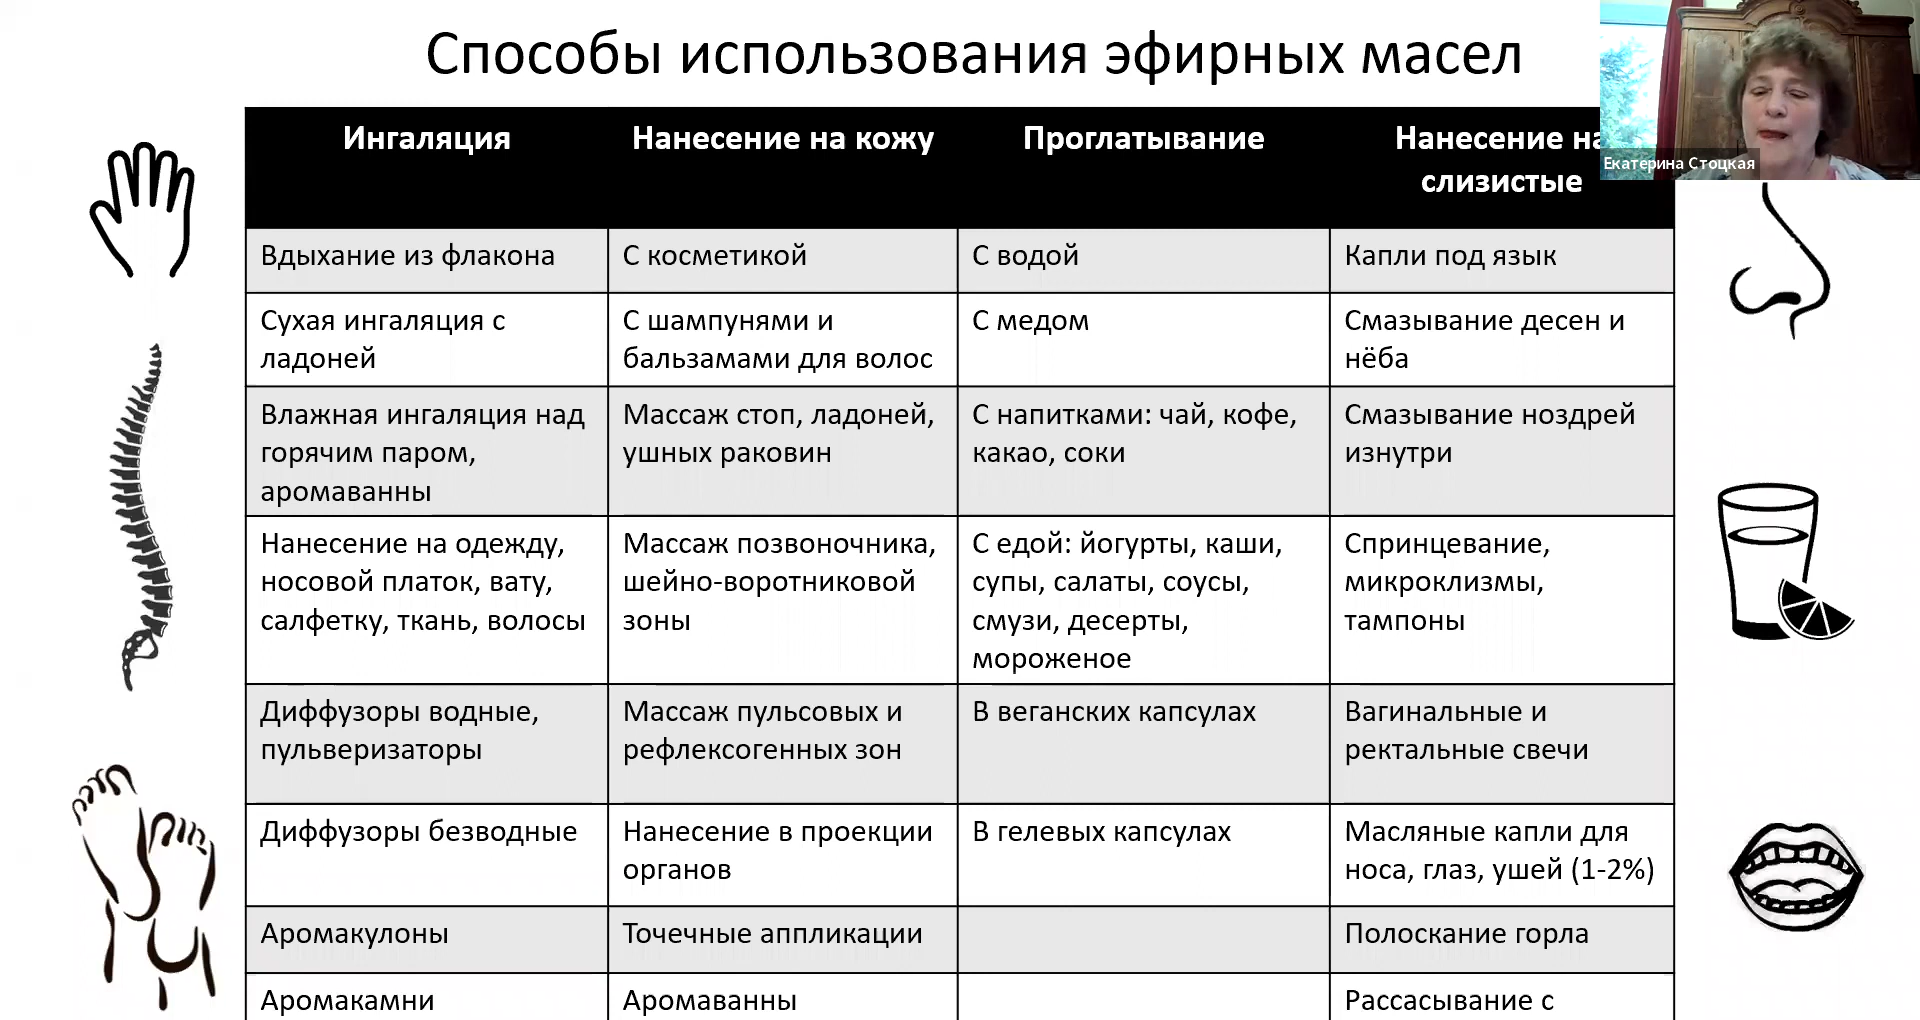 Способы использования эфирных масел
Екатерина Стоцкая
Ингаляция
Нанесение на кожу
Проглатывание
Нанесение на
слизистые
Вдыхание из флакона
С косметикой
С водой
Капли под язык
Сухая ингаляция с
ладоней
С шампунями и
бальзамами для волос
С медом
Смазывание десен и
нёба
Влажная ингаляция над
горячим паром,
аромаванны
Массаж стоп, ладоней,
ушных раковин
С напитками: чай, кофе,
какао, соки
Смазывание ноздрей
изнутри
Нанесение на одежду,
носовой платок, вату,
салфетку, ткань, волосы
Массаж позвоночника,
шейно-воротниковой
зоны
С едой: йогурты, каши,
супы, салаты, соусы,
смузи, десерты,
мороженое
Спринцевание,
микроклизмы,
тампоны
Диффузоры водные,
пульверизаторы
Массаж пульсовых и
рефлексогенных зон
В веганских капсулах
Вагинальные и
ректальные свечи
Диффузоры безводные
Нанесение в проекции
органов
В гелевых капсулах
Масляные капли для
носа, глаз, ушей (1-2%)
Аромакулоны
Точечные аппликации
Полоскание горла
Аромакамни
Аромаванны
Рассасывание с